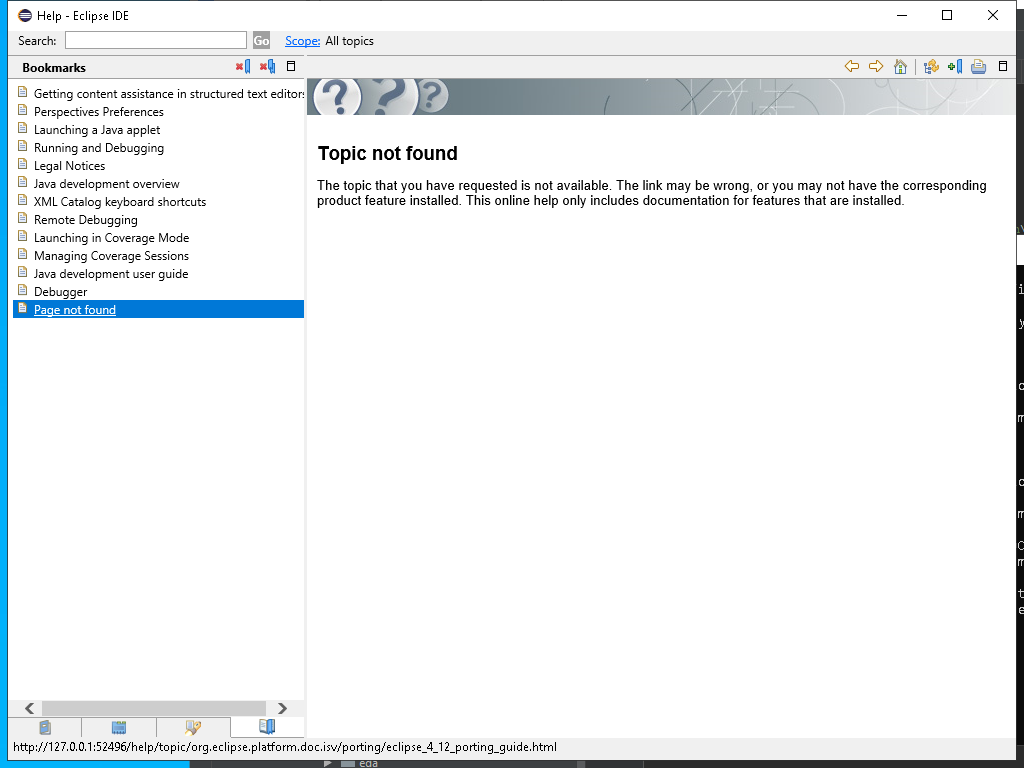 Help - Eclipse IDE
Search:
Go
Scope: All topics
Bookmarks
Getting content assistance in structured text editors
Perspectives Preferences
Launching a Java applet
Running and Debugging
Legal Notices
Java development overview
XML Catalog keyboard shortcuts
Remote Debugging
Launching in Coverage Mode
Managing Coverage Sessions
Java development user guide
Debugger
Page not found
Topic not found
The topic that you have requested is not available. The link may be wrong, or you may not have the corresponding
product feature installed. This online help only includes documentation for features that are installed.
http://127.0.0.1:52496/help/topic/org.eclipse.platform.doc.isv/porting/eclipse_4_12_porting_guide.html
eda